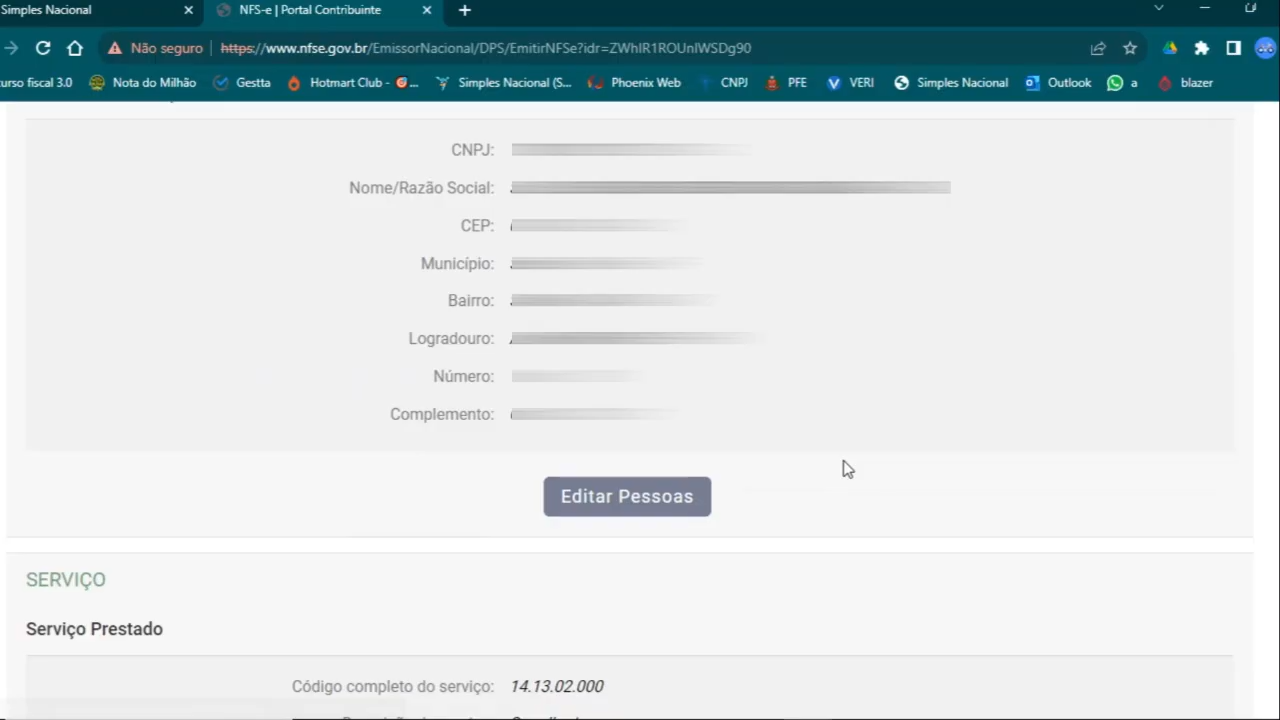 Simples Nacional
NFS-e | Portal Contribuinte
Não seguro | https://www.nfse.gov.br/EmissorNacional/DPS/EmitirNFSe?idr=ZWhIR1ROUnlWSDg90
urso fiscal 3.0 Nota do Milhão Gestta Hotmart Club - ... Simples Nacional (S... Phoenix Web CNPJ PFE VERI Simples Nacional Outlook a blazer
CNPJ:
Nome/Razão Social:
CEP:
Município:
Bairro:
Logradouro:
Número:
Complemento:
Editar Pessoas
SERVIÇO
Serviço Prestado
Código completo do serviço: 14.13.02.000